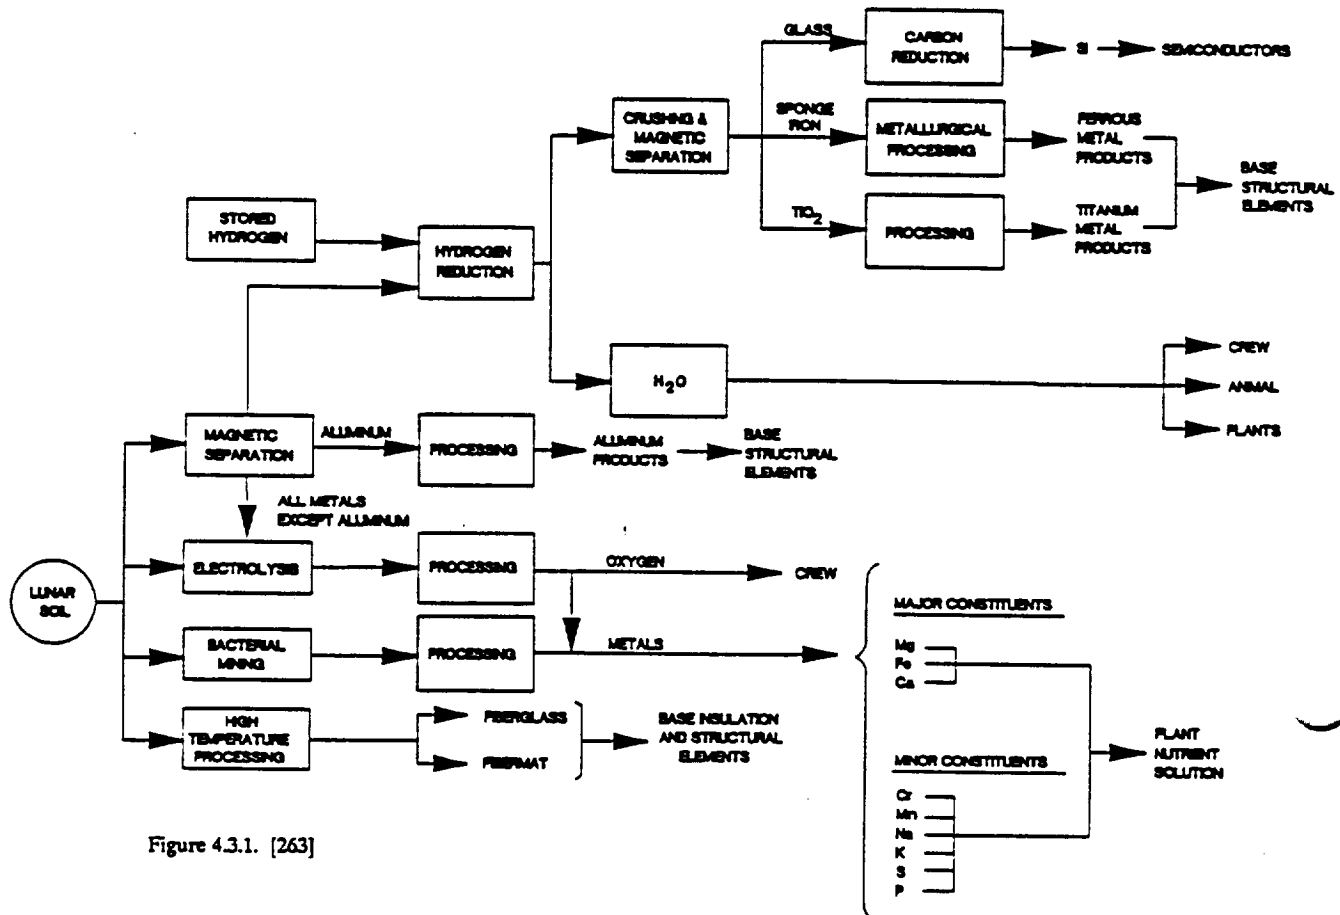 GLASS
CARBON
REDUCTION
SI
SEMICONDUCTORS
CRUSHING &
MAGNETIC
SEPARATION
SPONGE
IRON
METALLURGICAL
PROCESSING
FERROUS
METAL
PRODUCTS
BASE
STRUCTURAL
ELEMENTS
TIO2
PROCESSING
TITANIUM
METAL
PRODUCTS
STORED
HYDROGEN
HYDROGEN
REDUCTION
H2O
CREW
ANIMAL
PLANTS
MAGNETIC
SEPARATION
ALUMINUM
PROCESSING
ALUMINUM
PRODUCTS
BASE
STRUCTURAL
ELEMENTS
ALL METALS
EXCEPT ALUMINUM
ELECTROLYSIS
PROCESSING
OXYGEN
CREW
LUNAR
SOIL
BACTERIAL
MINING
PROCESSING
METALS
HIGH
TEMPERATURE
PROCESSING
FIBERGLASS
FIBERMAT
BASE INSULATION
AND STRUCTURAL
ELEMENTS
MAJOR CONSTITUENTS
Mg
Fe
Ca
MINOR CONSTITUENTS
Cr
Mn
Na
K
S
P
PLANT
NUTRIENT
SOLUTION
Figure 4.3.1. [263]